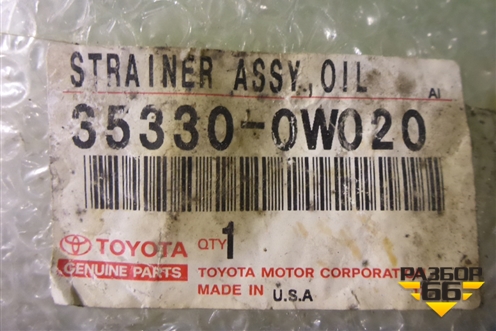 STRAINER ASSY., OIL
AI
35330-0W020
TOYOTA
GENUINE PARTS
QTY 1
TOYOTA MOTOR CORPORAT
MADE IN U.S.A
РАЗБОР
66